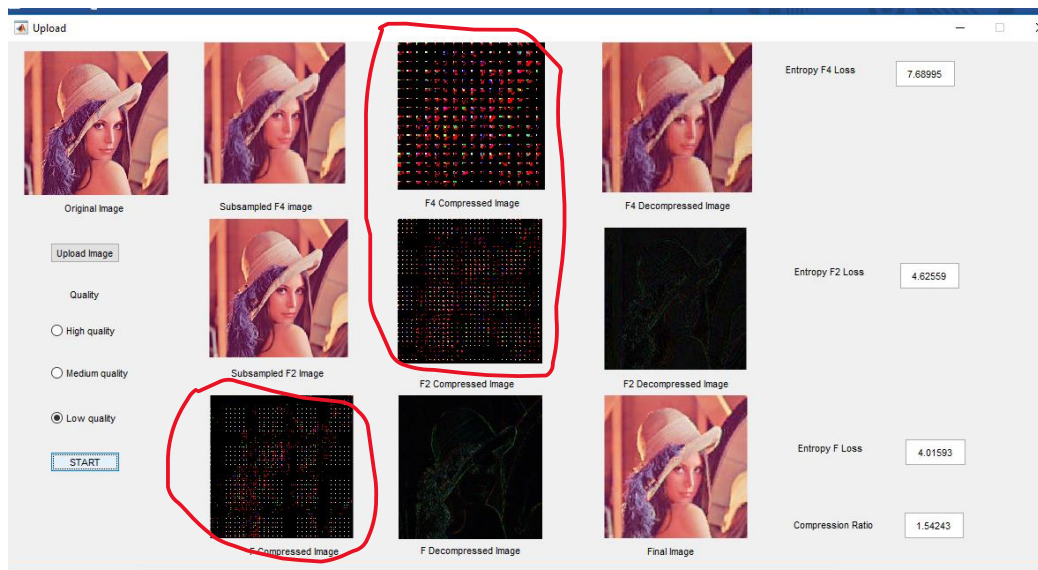 Upload
Original Image
Subsampled F4 image
F4 Compressed Image
F4 Decompressed Image
Entropy F4 Loss
7.68995
Upload Image
Quality
High quality
Medium quality
Low quality
START
Subsampled F2 Image
F2 Compressed Image
F2 Decompressed Image
Entropy F2 Loss
4.62559
F Compressed Image
F Decompressed Image
Final Image
Entropy F Loss
4.01593
Compression Ratio
1.54243